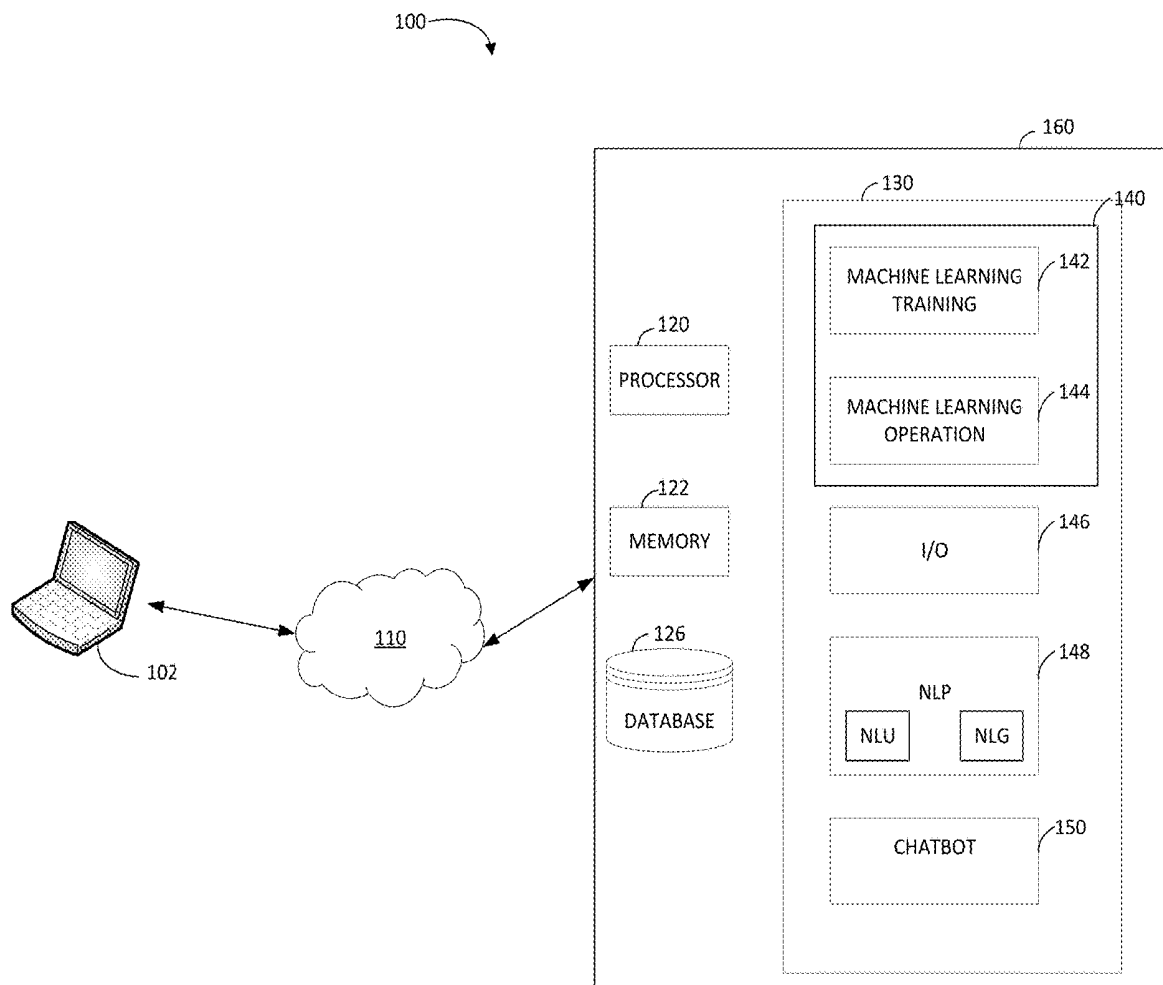 100
160
130
140
MACHINE LEARNING
TRAINING
142
120
PROCESSOR
MACHINE LEARNING
OPERATION
144
122
MEMORY
I/O
146
102
110
126
DATABASE
NLP
148
NLU
NLG
CHATBOT
150